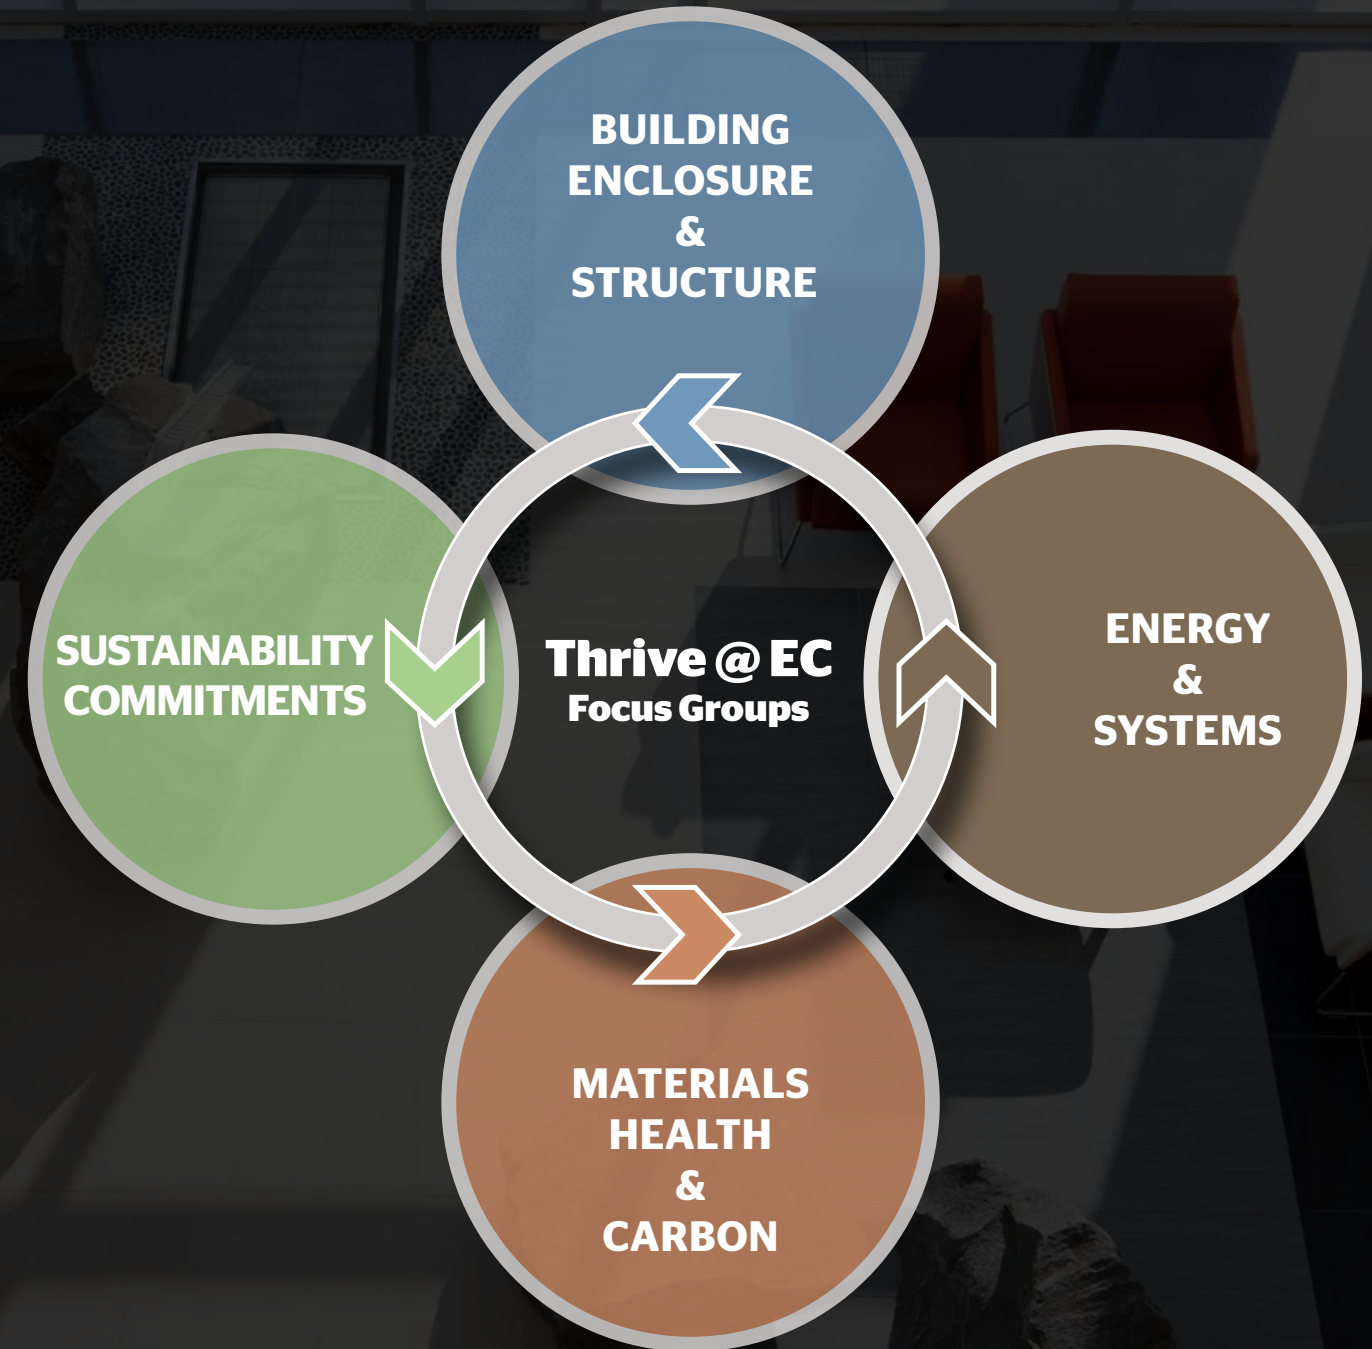 BUILDING
ENCLOSURE
&
STRUCTURE
SUSTAINABILITY
COMMITMENTS
Thrive @ EC
Focus Groups
ENERGY
&
SYSTEMS
MATERIALS
HEALTH
&
CARBON